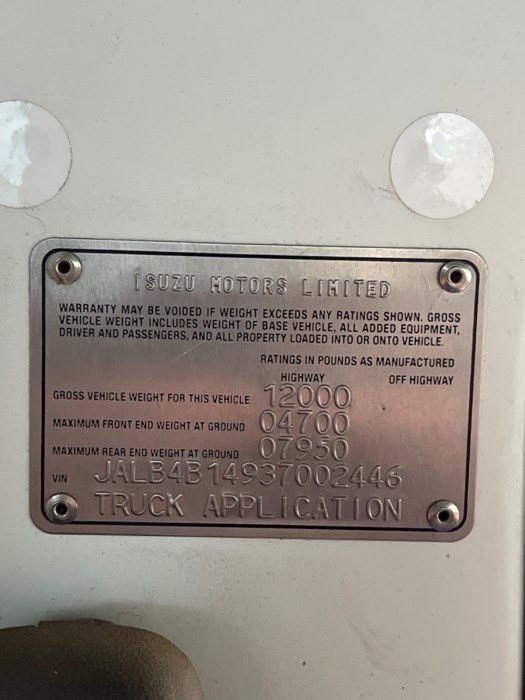 ISUZU MOTORS LIMITED
WARRANTY MAY BE VOIDED IF WEIGHT EXCEEDS ANY RATINGS SHOWN. GROSS
VEHICLE WEIGHT INCLUDES WEIGHT OF BASE VEHICLE, ALL ADDED EQUIPMENT,
DRIVER AND PASSENGERS, AND ALL PROPERTY LOADED INTO OR ONTO VEHICLE.
RATINGS IN POUNDS AS MANUFACTURED
HIGHWAY OFF HIGHWAY
GROSS VEHICLE WEIGHT FOR THIS VEHICLE 12000
MAXIMUM FRONT END WEIGHT AT GROUND 04700
MAXIMUM REAR END WEIGHT AT GROUND 07950
VIN JALB4B14937002446
TRUCK APPLICATION